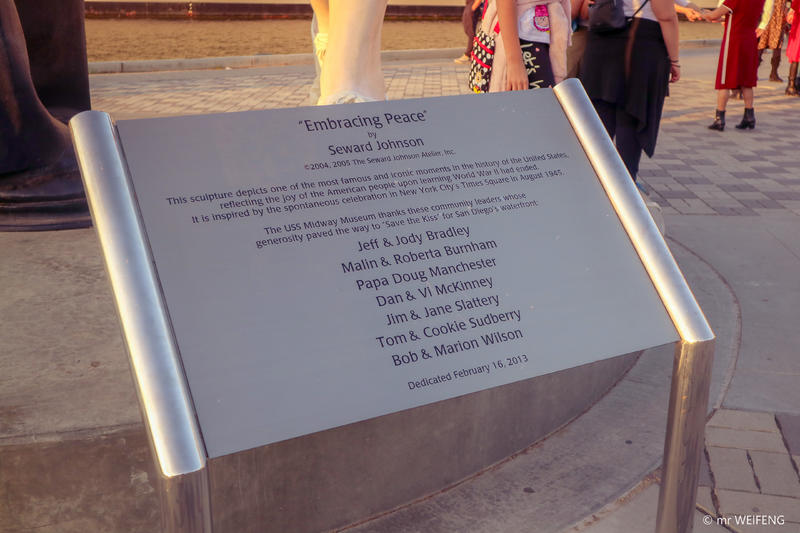 "Embracing Peace"
by
Seward Johnson
©2004, 2005 The Seward Johnson Atelier, Inc.
This sculpture depicts one of the most famous and iconic moments in the history of the United States,
reflecting the joy of the American people upon learning World War II had ended.
It is inspired by the spontaneous celebration in New York City's Times Square in August 1945.
The USS Midway Museum thanks these community leaders whose
generosity paved the way to "Save the Kiss" for San Diego's waterfront:
Jeff & Jody Bradley
Malin & Roberta Burnham
Papa Doug Manchester
Dan & Vi McKinney
Jim & Jane Slattery
Tom & Cookie Sudberry
Bob & Marion Wilson
Dedicated February 16, 2013
© mr WEIFENG